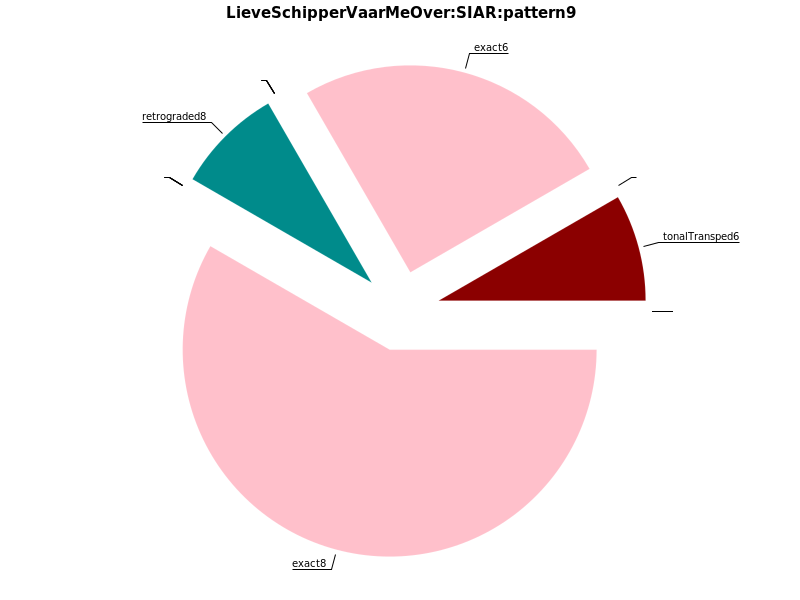 LieveSchipperVaarMeOver:SIAR:pattern9
exact6
retrograded8
tonalTransped6
exact8